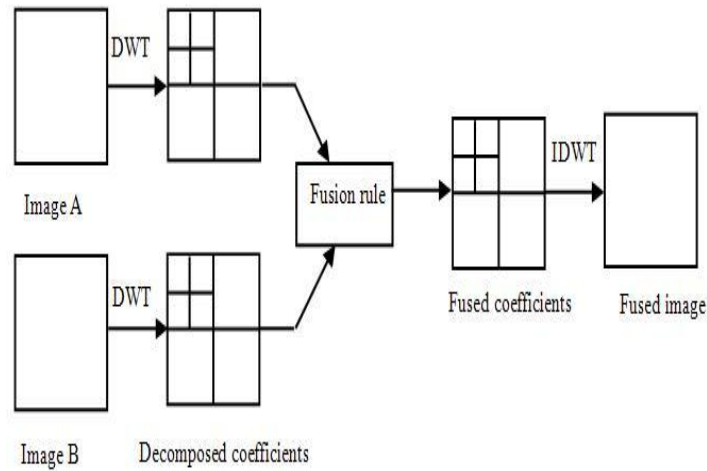 DWT
Image A
Fusion rule
IDWT
DWT
Fused coefficients
Fused image
Image B
Decomposed coefficients